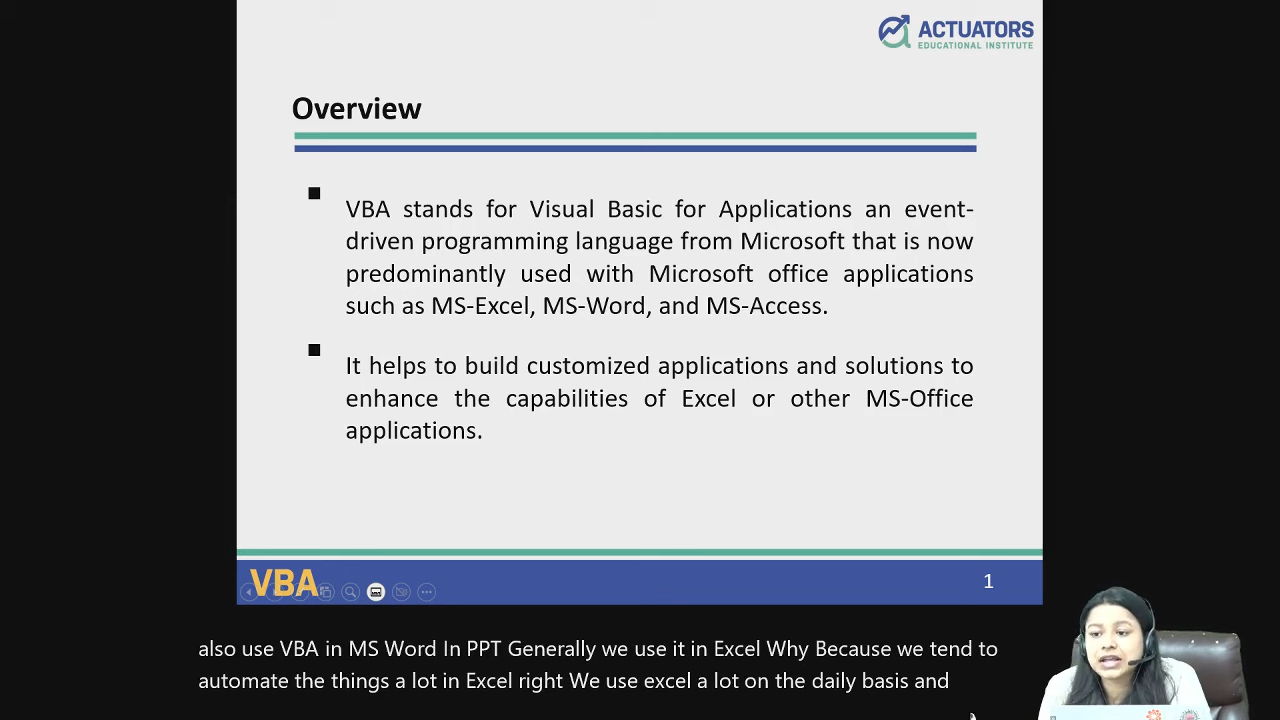 ACTUATORS
EDUCATIONAL INSTITUTE
Overview
VBA stands for Visual Basic for Applications an event-
driven programming language from Microsoft that is now
predominantly used with Microsoft office applications
such as MS-Excel, MS-Word, and MS-Access.
It helps to build customized applications and solutions to
enhance the capabilities of Excel or other MS-Office
applications.
VBA
1
also use VBA in MS Word In PPT Generally we use it in Excel Why Because we tend to
automate the things a lot in Excel right We use excel a lot on the daily basis and